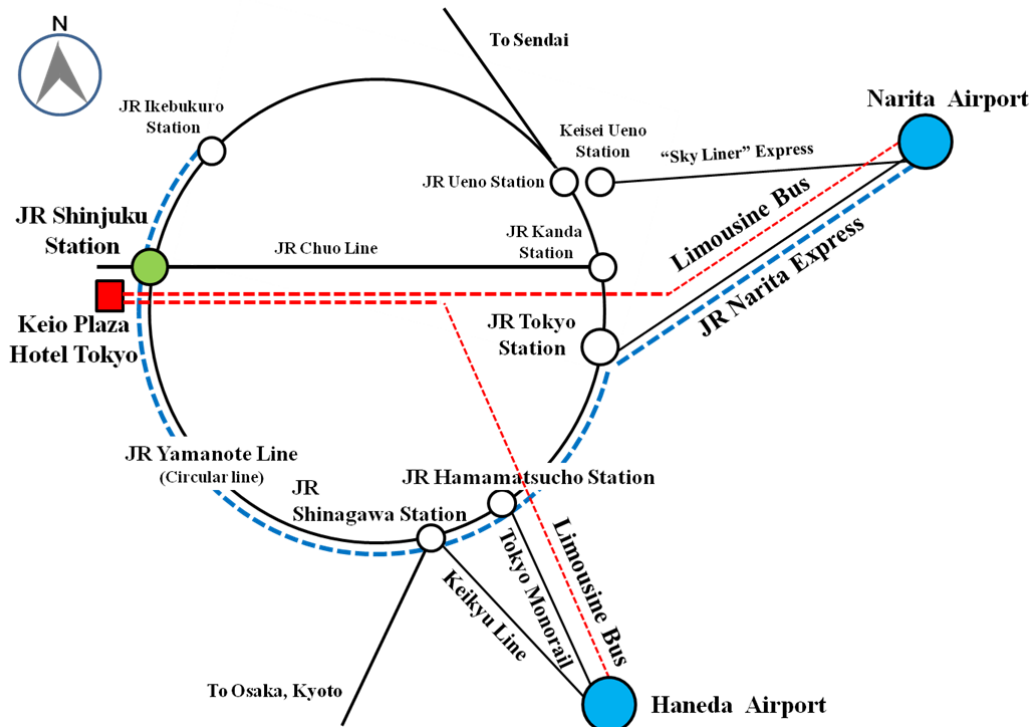 N
To Sendai
JR Ikebukuro
Station
Narita Airport
Keisei Ueno
Station
“Sky Liner” Express
JR Ueno Station
JR Shinjuku
Station
JR Chuo Line
JR Kanda
Station
Limousine Bus
JR Narita Express
Keio Plaza
Hotel Tokyo
JR Tokyo
Station
JR Yamanote Line
(Circular line)
JR
Shinagawa Station
JR Hamamatsucho Station
Limousine Bus
Tokyo Monorail
Keikyu Line
To Osaka, Kyoto
Haneda Airport